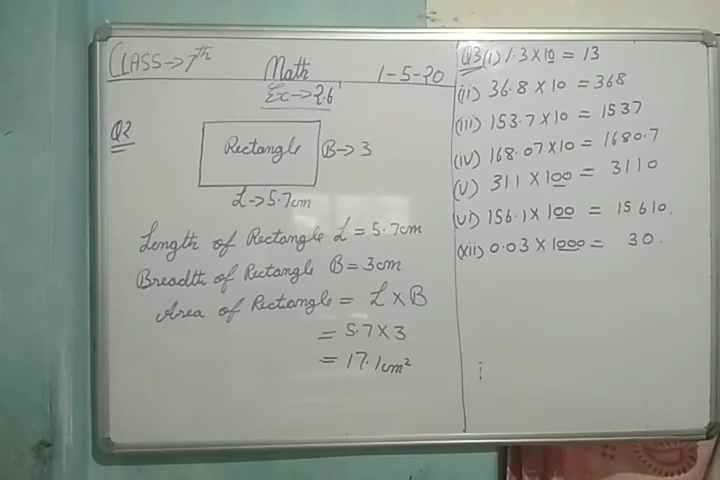 CLASS→7th
Math
1-5-20
Ex→2.6
Q2
Rectangle
B→3
L→5.7cm
Length of Rectangle L = 5.7cm
Breadth of Rectangle B = 3cm
Area of Rectangle = L × B
= 5.7 × 3
= 17.1cm²
Q3(i) 1.3 × 10 = 13
(ii) 36.8 × 10 = 368
(iii) 153.7 × 10 = 1537
(iv) 168.07 × 10 = 1680.7
(v) 31.1 × 100 = 3110
(vi) 156.1 × 100 = 15610.
(xii) 0.03 × 1000 = 30.